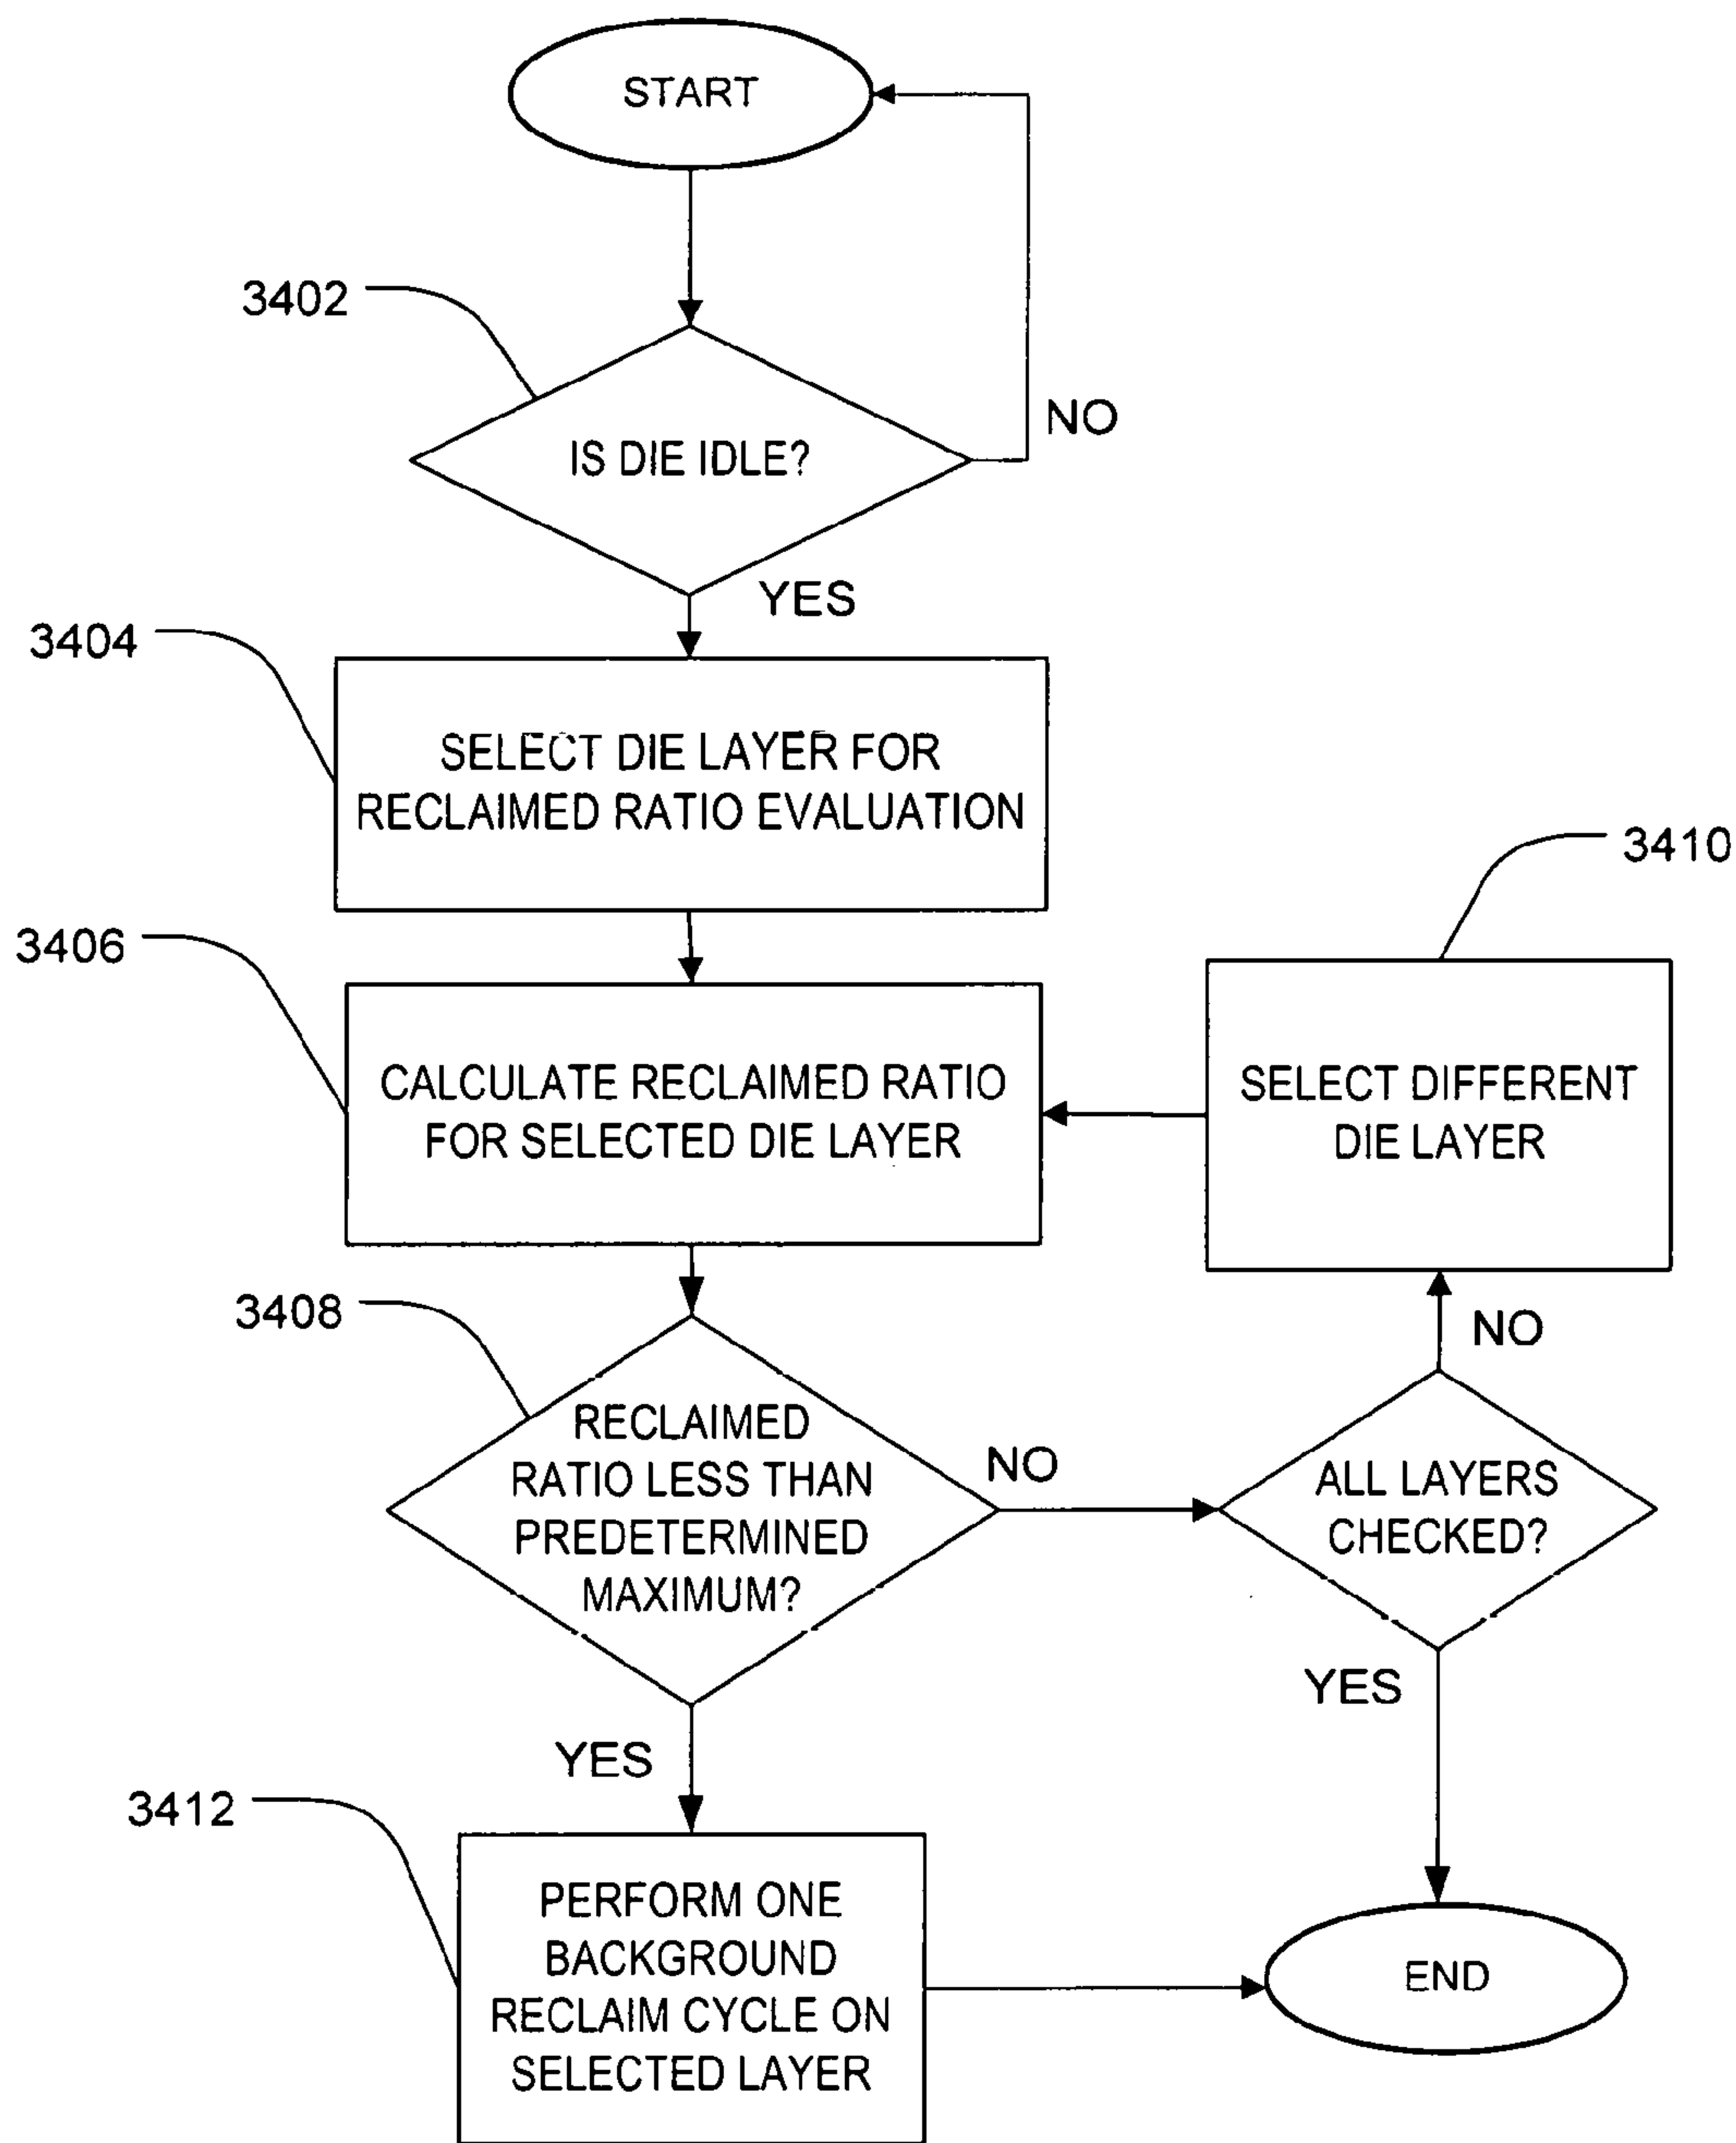 START
3402
IS DIE IDLE?
NO
YES
3404
SELECT DIE LAYER FOR
RECLAIMED RATIO EVALUATION
3410
3406
CALCULATE RECLAIMED RATIO
FOR SELECTED DIE LAYER
SELECT DIFFERENT
DIE LAYER
3408
NO
RECLAIMED
RATIO LESS THAN
PREDETERMINED
MAXIMUM?
NO
ALL LAYERS
CHECKED?
YES
YES
3412
PERFORM ONE
BACKGROUND
RECLAIM CYCLE ON
SELECTED LAYER
END